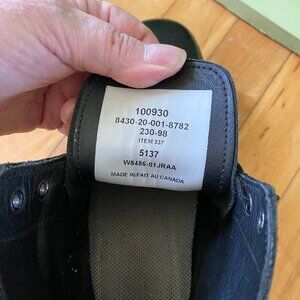 100930
8430-20-001-8782
230-98
ITEM 337
5137
W8486-01JRAA
MADE IN FAIT AU CANADA